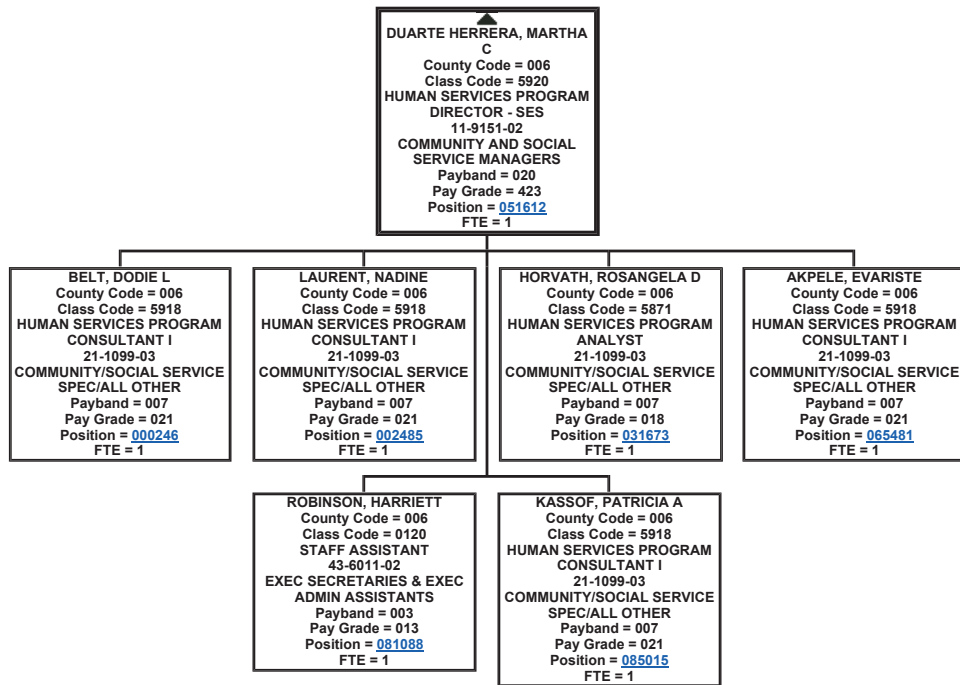 DUARTE HERRERA, MARTHA
C
County Code = 006
Class Code = 5920
HUMAN SERVICES PROGRAM
DIRECTOR - SES
11-9151-02
COMMUNITY AND SOCIAL
SERVICE MANAGERS
Payband = 020
Pay Grade = 423
Position = 051612
FTE = 1
BELT, DODIE L
County Code = 006
Class Code = 5918
HUMAN SERVICES PROGRAM
CONSULTANT I
21-1099-03
COMMUNITY/SOCIAL SERVICE
SPEC/ALL OTHER
Payband = 007
Pay Grade = 021
Position = 000246
FTE = 1
LAURENT, NADINE
County Code = 006
Class Code = 5918
HUMAN SERVICES PROGRAM
CONSULTANT I
21-1099-03
COMMUNITY/SOCIAL SERVICE
SPEC/ALL OTHER
Payband = 007
Pay Grade = 021
Position = 002485
FTE = 1
HORVATH, ROSANGELA D
County Code = 006
Class Code = 5871
HUMAN SERVICES PROGRAM
ANALYST
21-1099-03
COMMUNITY/SOCIAL SERVICE
SPEC/ALL OTHER
Payband = 007
Pay Grade = 018
Position = 031673
FTE = 1
AKPELE, EVARISTE
County Code = 006
Class Code = 5918
HUMAN SERVICES PROGRAM
CONSULTANT I
21-1099-03
COMMUNITY/SOCIAL SERVICE
SPEC/ALL OTHER
Payband = 007
Pay Grade = 021
Position = 065481
FTE = 1
ROBINSON, HARRIETT
County Code = 006
Class Code = 0120
STAFF ASSISTANT
43-6011-02
EXEC SECRETARIES & EXEC
ADMIN ASSISTANTS
Payband = 003
Pay Grade = 013
Position = 081088
FTE = 1
KASSOF, PATRICIA A
County Code = 006
Class Code = 5918
HUMAN SERVICES PROGRAM
CONSULTANT I
21-1099-03
COMMUNITY/SOCIAL SERVICE
SPEC/ALL OTHER
Payband = 007
Pay Grade = 021
Position = 085015
FTE = 1